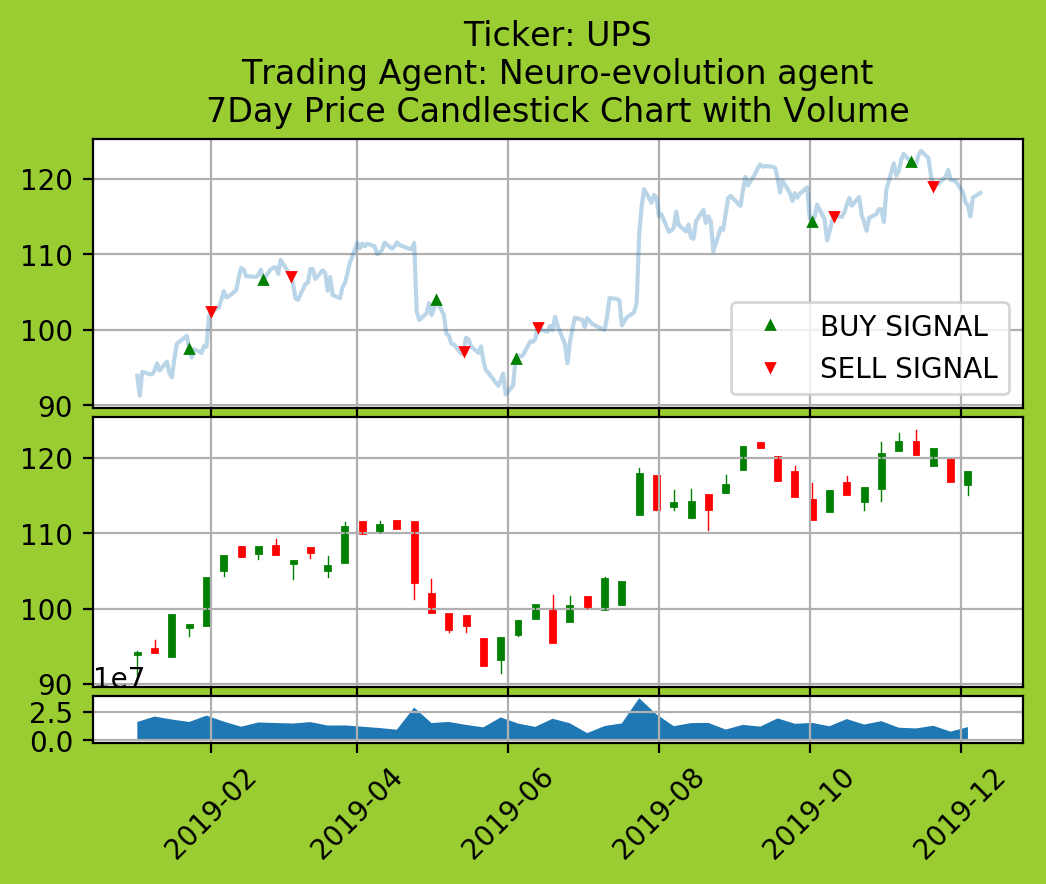 Ticker: UPS
Trading Agent: Neuro-evolution agent
7Day Price Candlestick Chart with Volume
120
110
100
90
BUY SIGNAL
SELL SIGNAL
120
110
100
90
1e7
2.5
0.0
2019-02
2019-04
2019-06
2019-08
2019-10
2019-12